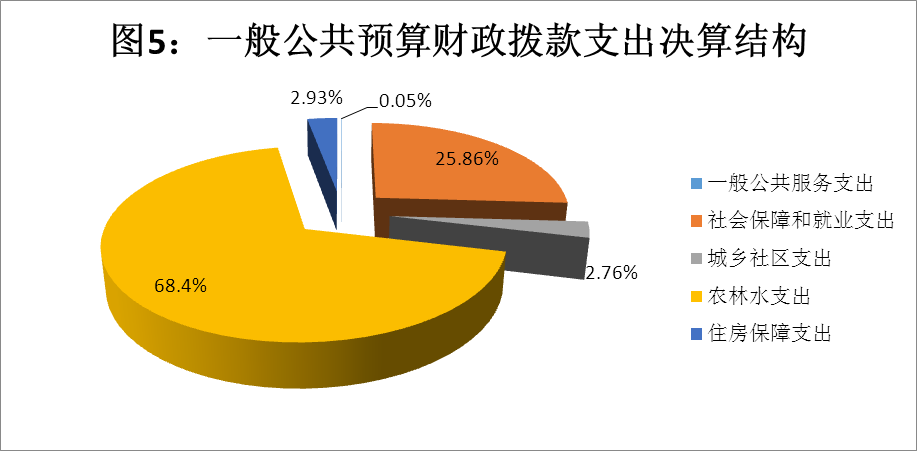 图5：一般公共预算财政拨款支出决算结构
2.93%
0.05%
25.86%
2.76%
68.4%
一般公共服务支出
社会保障和就业支出
城乡社区支出
农林水支出
住房保障支出